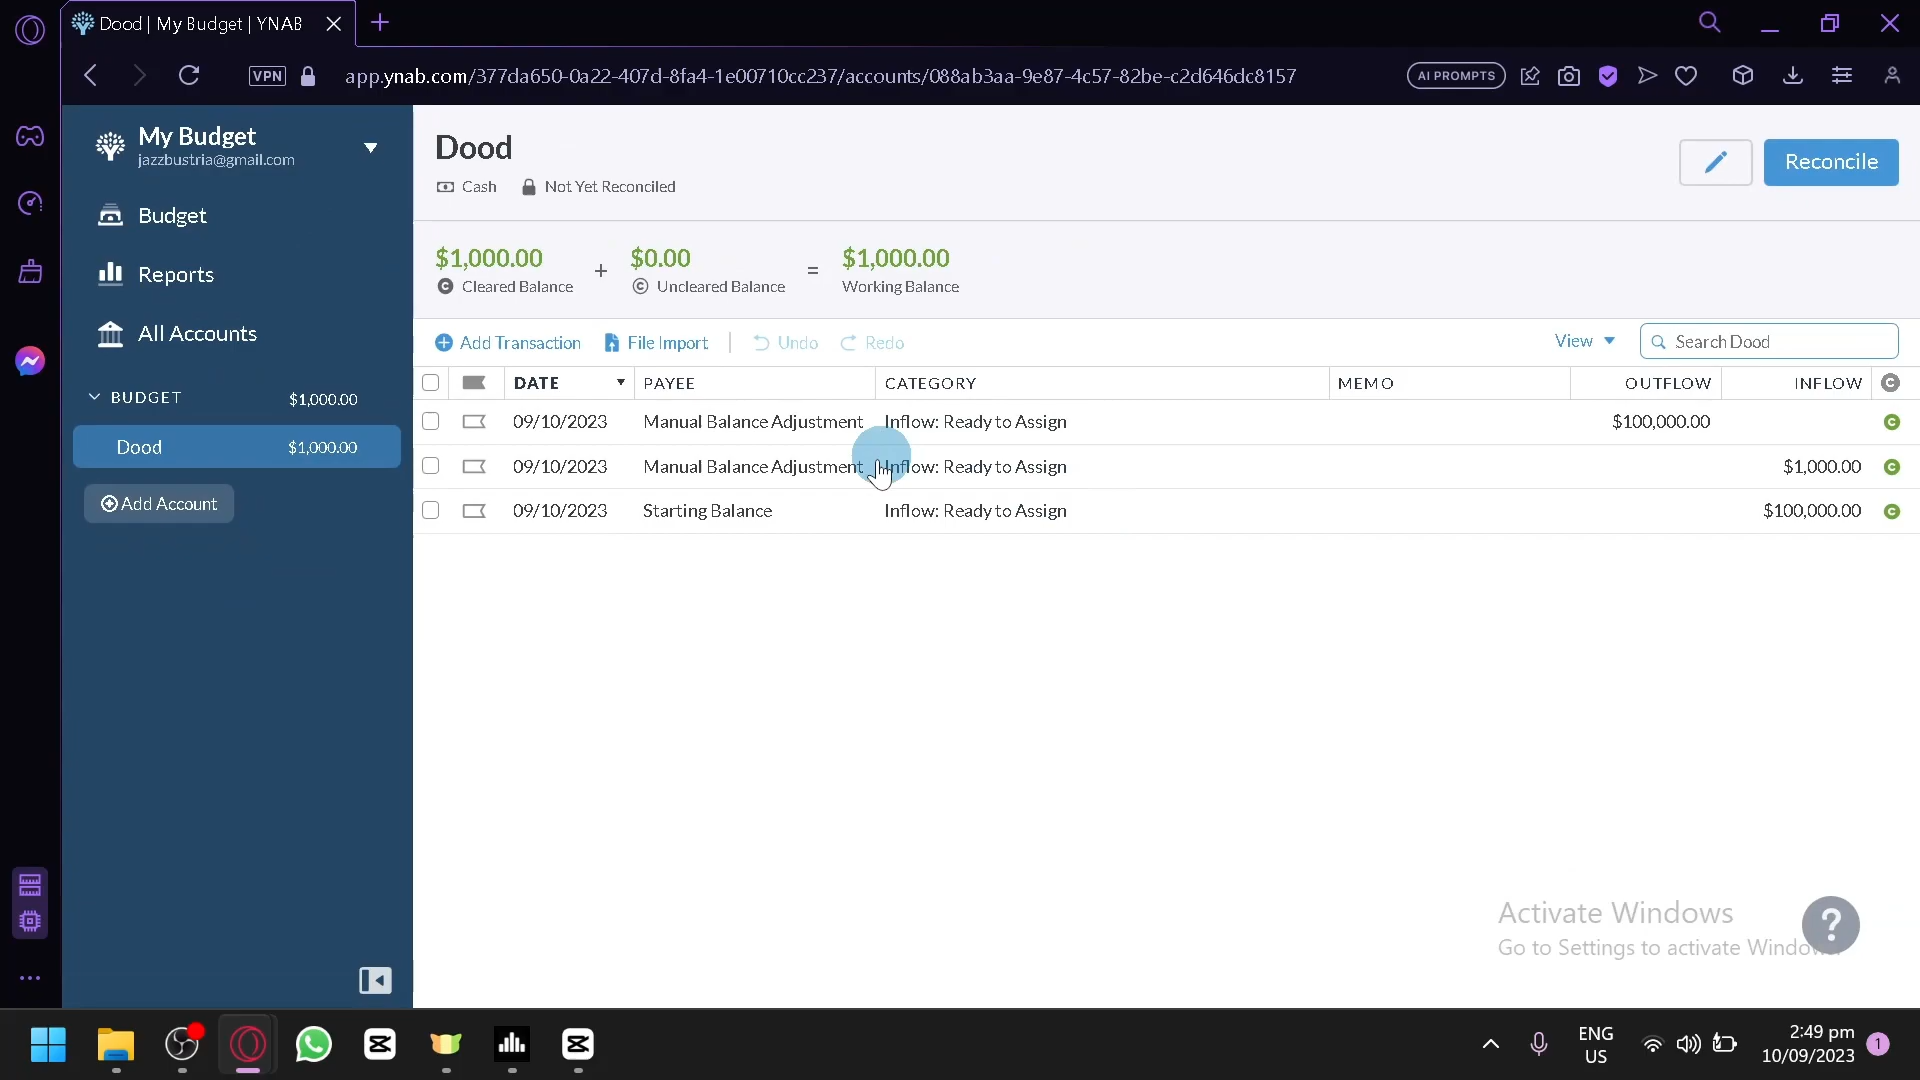 Dood | My Budget | YNAB
VPN
app.ynab.com/377da650-0a22-407d-8fa4-1e00710cc237/accounts/088ab3aa-9e87-4c57-82be-c2d646dc8157
AI PROMPTS
My Budget
jazzbustria@gmail.com
Budget
Reports
All Accounts
BUDGET $1,000.00
Dood $1,000.00
Add Account
Dood
Cash Not Yet Reconciled
Reconcile
$1,000.00 + $0.00 = $1,000.00
Cleared Balance Uncleared Balance Working Balance
Add Transaction File Import Undo Redo View Search Dood
DATE PAYEE CATEGORY MEMO OUTFLOW INFLOW
09/10/2023 Manual Balance Adjustment Inflow: Ready to Assign $100,000.00
09/10/2023 Manual Balance Adjustment Inflow: Ready to Assign $1,000.00
09/10/2023 Starting Balance Inflow: Ready to Assign $100,000.00
Activate Windows
Go to Settings to activate Windows.
?
ENG
US
2:49 pm
10/09/2023
1